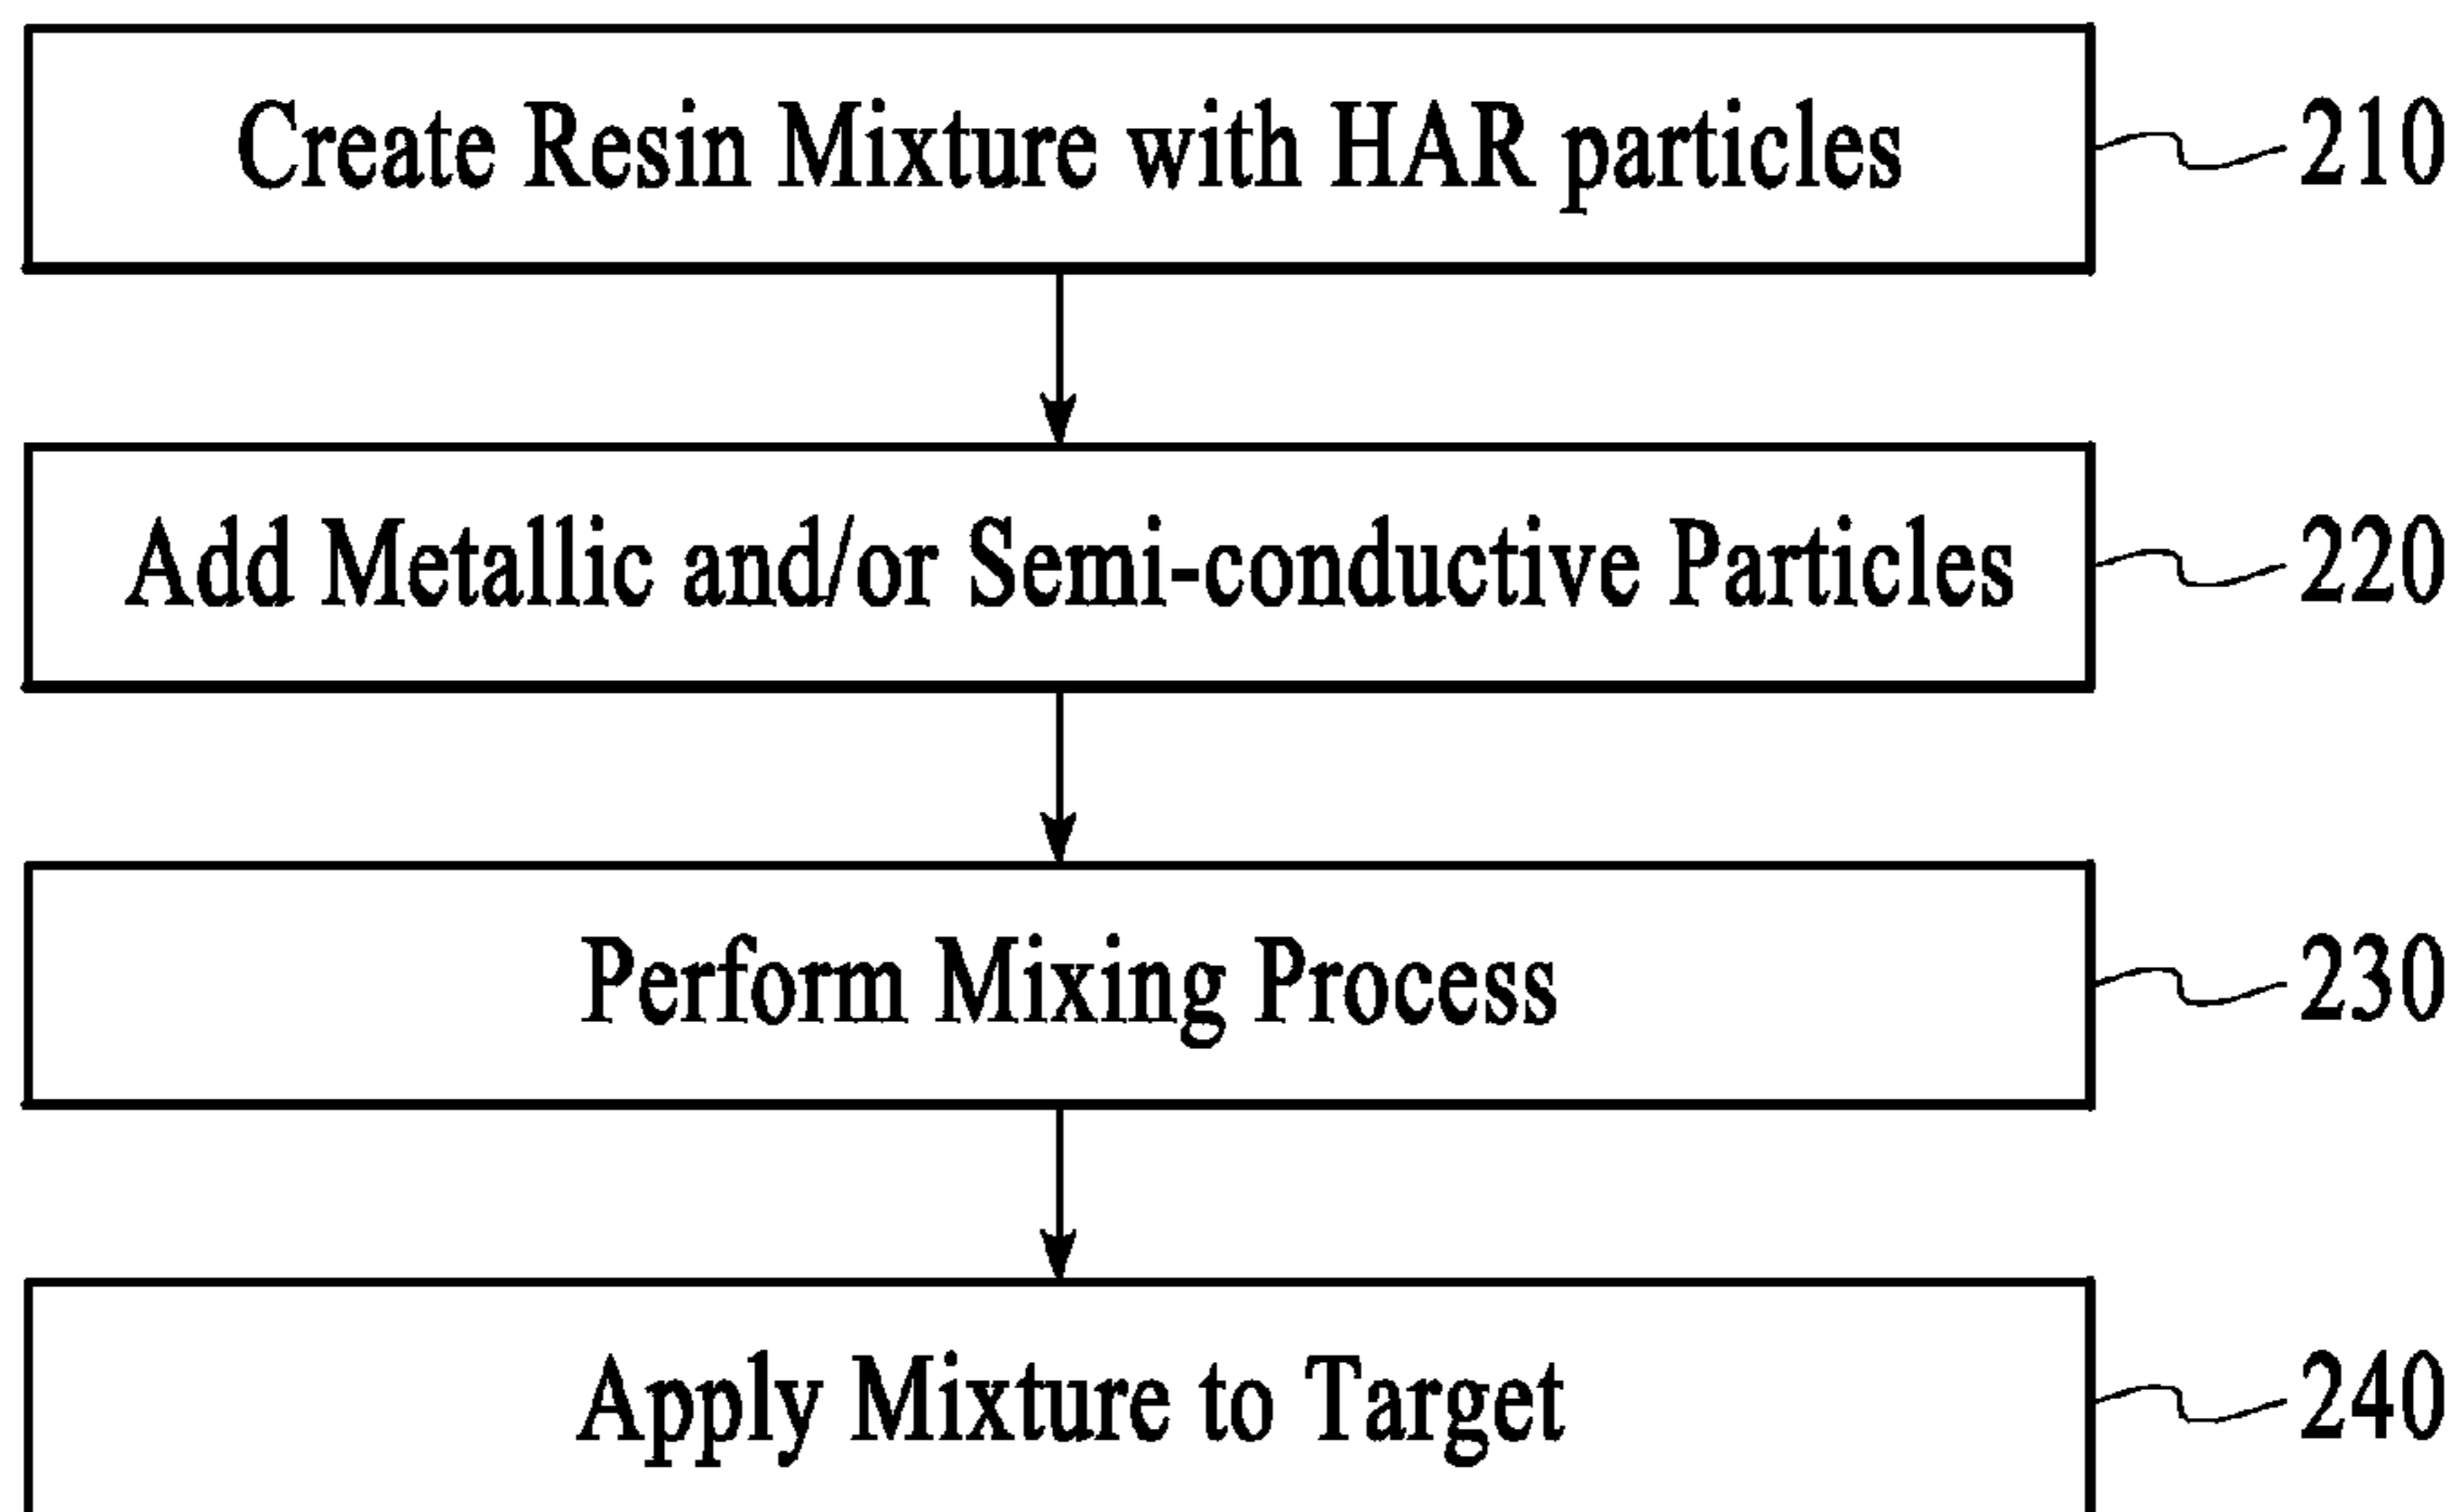 Create Resin Mixture with HAR particles 210
Add Metallic and/or Semi-conductive Particles 220
Perform Mixing Process 230
Apply Mixture to Target 240